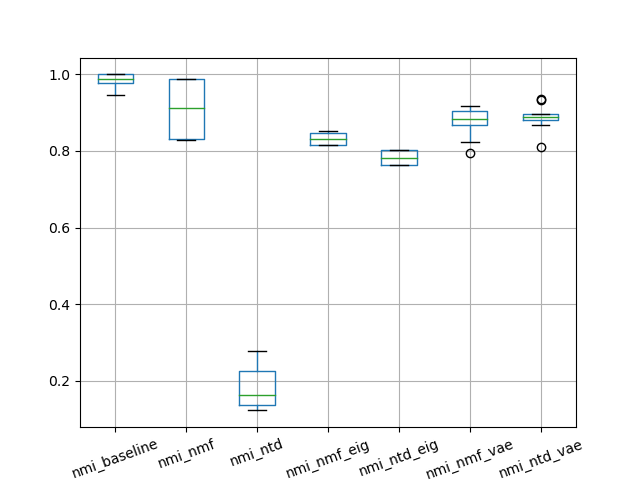 1.0
0.8
0.6
0.4
0.2
nmi_baseline
nmi_nmf
nmi_ntd
nmi_nmf_eig
nmi_ntd_eig
nmi_nmf_vae
nmi_ntd_vae